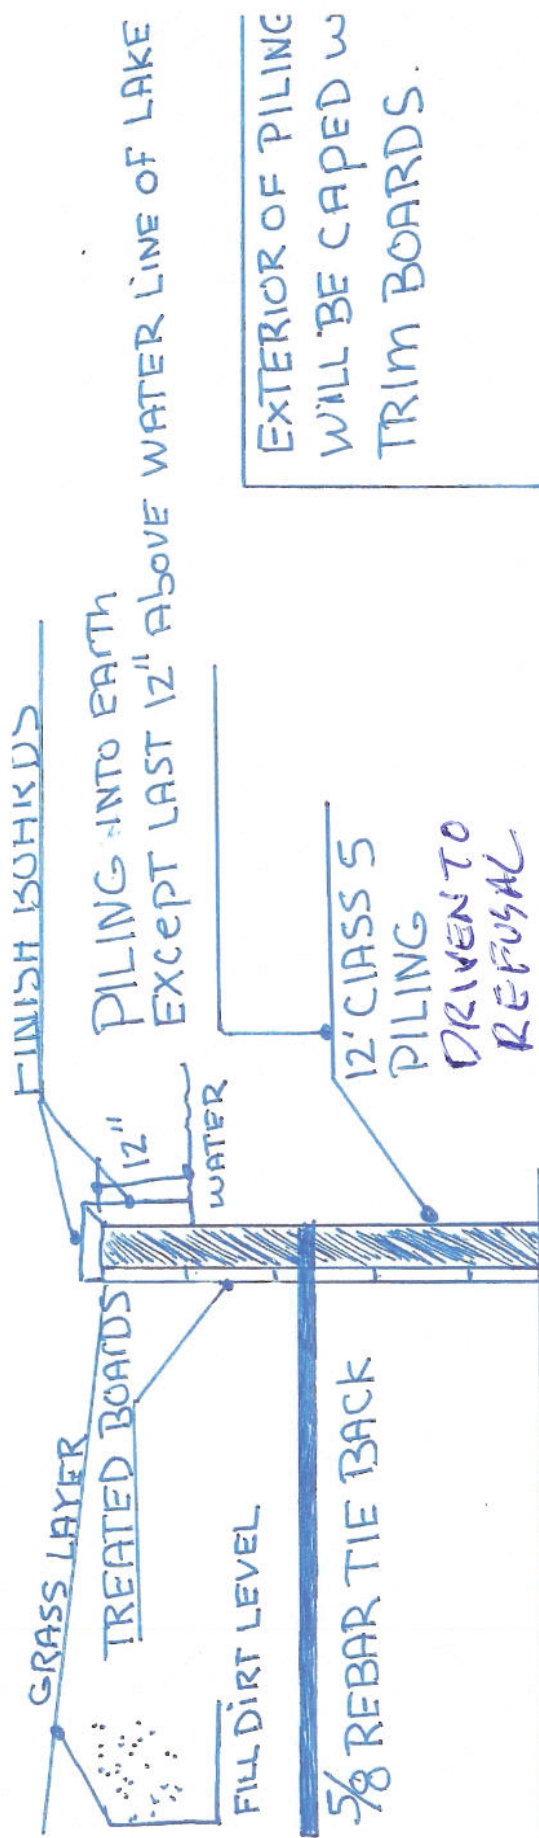 FINISH BOARDS
GRASS LAYER
TREATED BOARDS
FILL DIRT LEVEL
5/8 REBAR TIE BACK
12"
WATER
PILING INTO EARTH
EXCEPT LAST 12" ABOVE WATER LINE OF LAKE
12' CLASS 5
PILING
DRIVEN TO
REFUSAL
EXTERIOR OF PILING
WILL BE CAPED W
TRIM BOARDS.